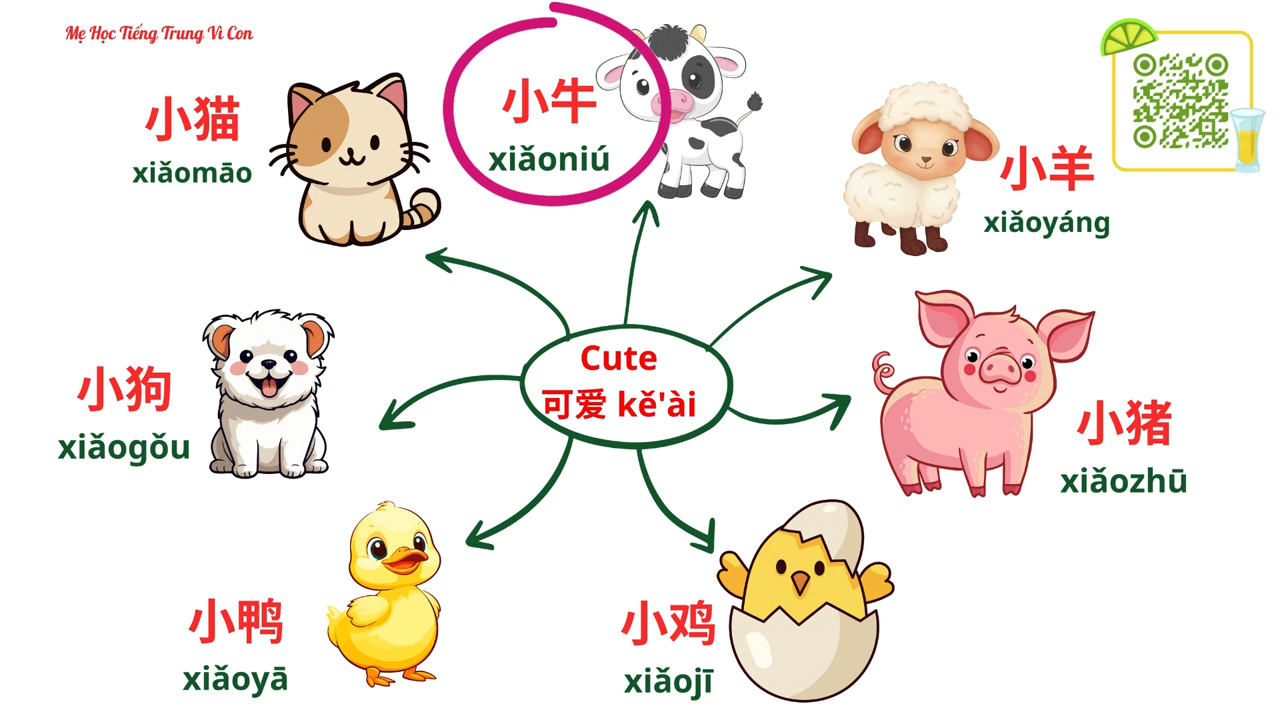 Mẹ Học Tiếng Trung Vì Con
小猫
xiǎomāo
小牛
xiǎoniú
小羊
xiǎoyáng
Cute
可爱 kě'ài
小狗
xiǎogǒu
小猪
xiǎozhū
小鸭
xiǎoyā
小鸡
xiǎojī